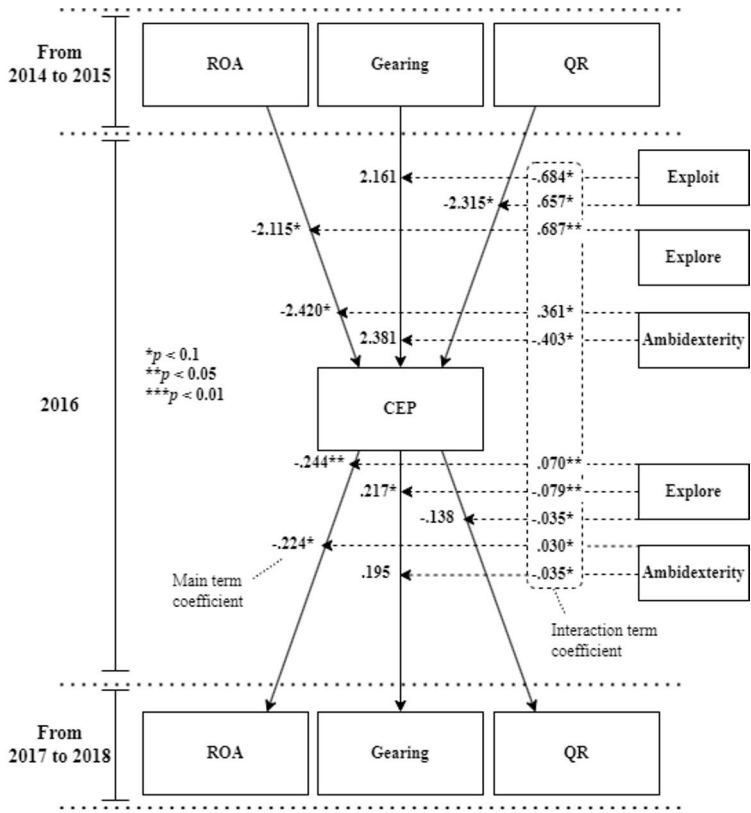 From
2014 to 2015
ROA
Gearing
QR
2.161
-.684*
Exploit
-2.315*
.657*
-2.115*
.687**
Explore
-2.420*
.361*
2.381
-.403*
Ambidexterity
*p < 0.1
**p < 0.05
***p < 0.01
2016
CEP
-.244**
.070**
.217*
-.079**
Explore
-.138
-.035*
-.224*
.030*
.195
-.035*
Ambidexterity
Main term
coefficient
Interaction term
coefficient
From
2017 to 2018
ROA
Gearing
QR